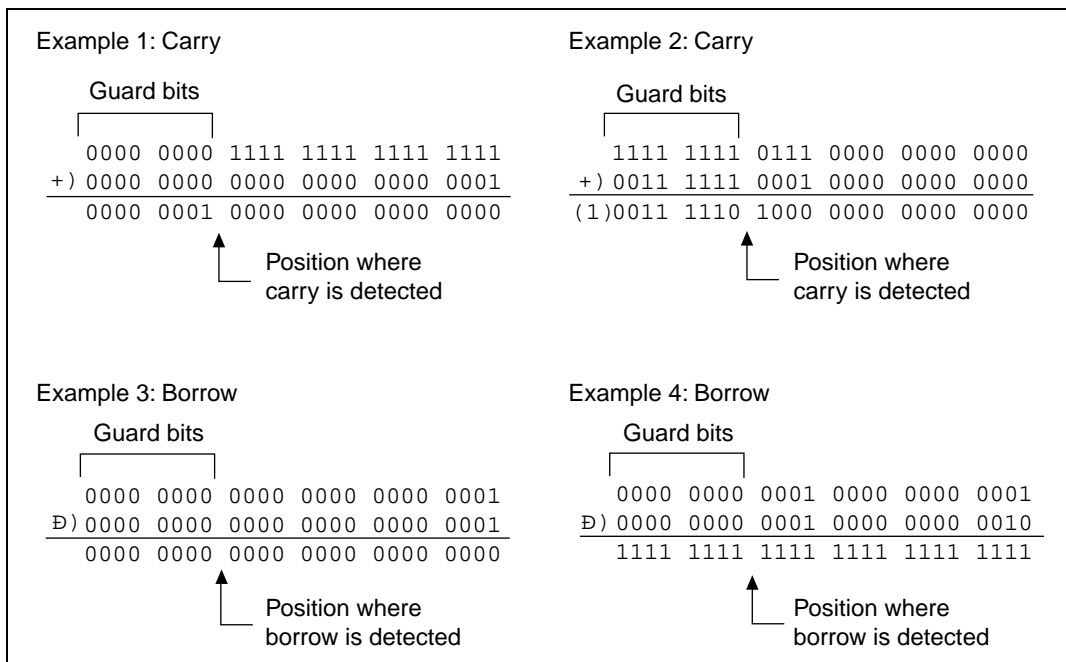 Example 1: Carry
Guard bits
0000 0000 1111 1111 1111 1111
+) 0000 0000 0000 0000 0000 0001
0000 0001 0000 0000 0000 0000
Position where
carry is detected
Example 2: Carry
Guard bits
1111 1111 0111 0000 0000 0000
+) 0011 1111 0001 0000 0000 0000
(1)0011 1110 1000 0000 0000 0000
Position where
carry is detected
Example 3: Borrow
Guard bits
0000 0000 0000 0000 0000 0001
Ð) 0000 0000 0000 0000 0000 0001
0000 0000 0000 0000 0000 0000
Position where
borrow is detected
Example 4: Borrow
Guard bits
0000 0000 0001 0000 0000 0001
Ð) 0000 0000 0001 0000 0000 0010
1111 1111 1111 1111 1111 1111
Position where
borrow is detected